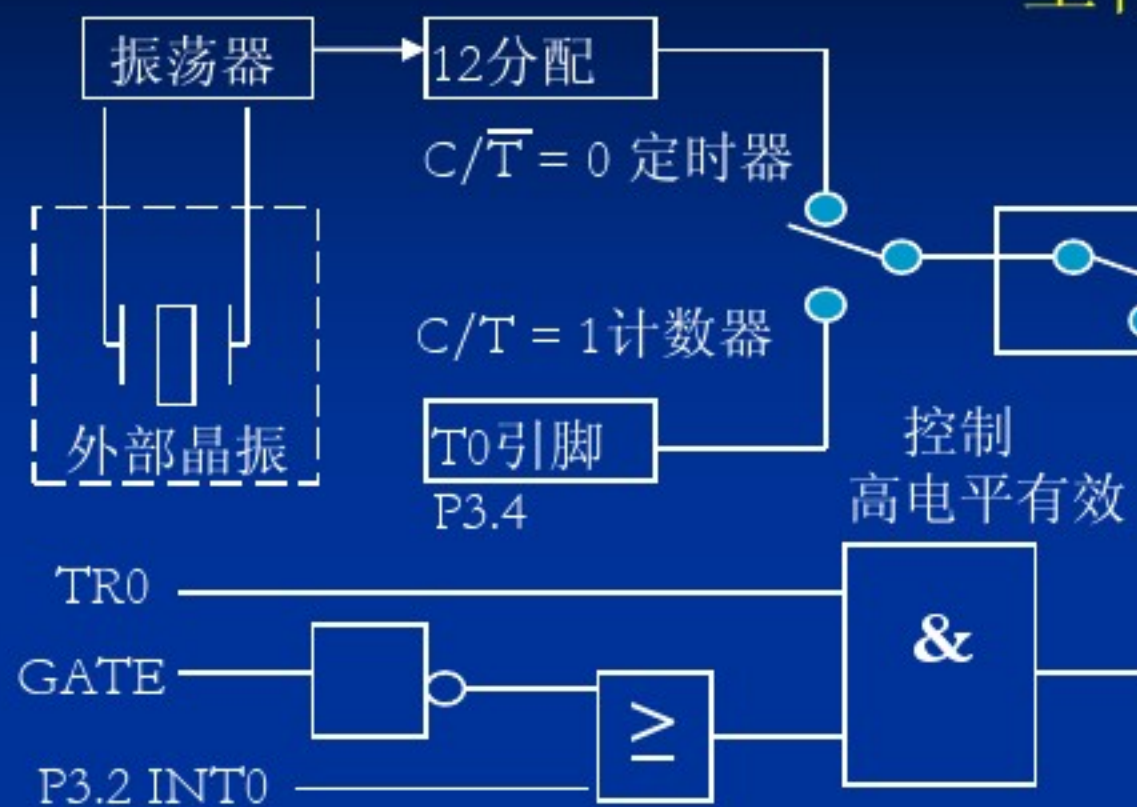 振荡器
12分配
C/T̅ = 0 定时器
C/T = 1计数器
外部晶振
T0引脚
P3.4
控制
高电平有效
TR0
&
GATE
≥
P3.2 INT0